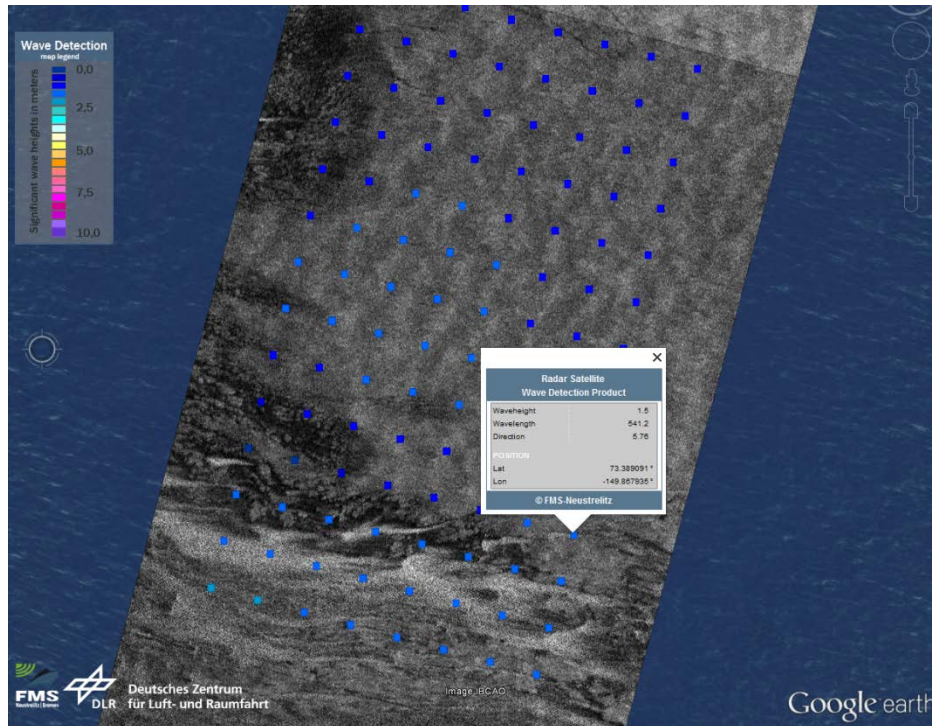 Wave Detection
map legend
Significant wave heights in meters
0,0
2,5
5,0
7,5
10,0
Radar Satellite
Wave Detection Product
Waveheight 1.5
Wavelength 541.2
Direction 5.76
POSITION
Lat 73.389091 °
Lon -149.867935 °
© FMS-Neustrelitz
FMS
Neustrelitz | Bremen
DLR
Deutsches Zentrum
für Luft- und Raumfahrt
Image IBCAO
Google earth